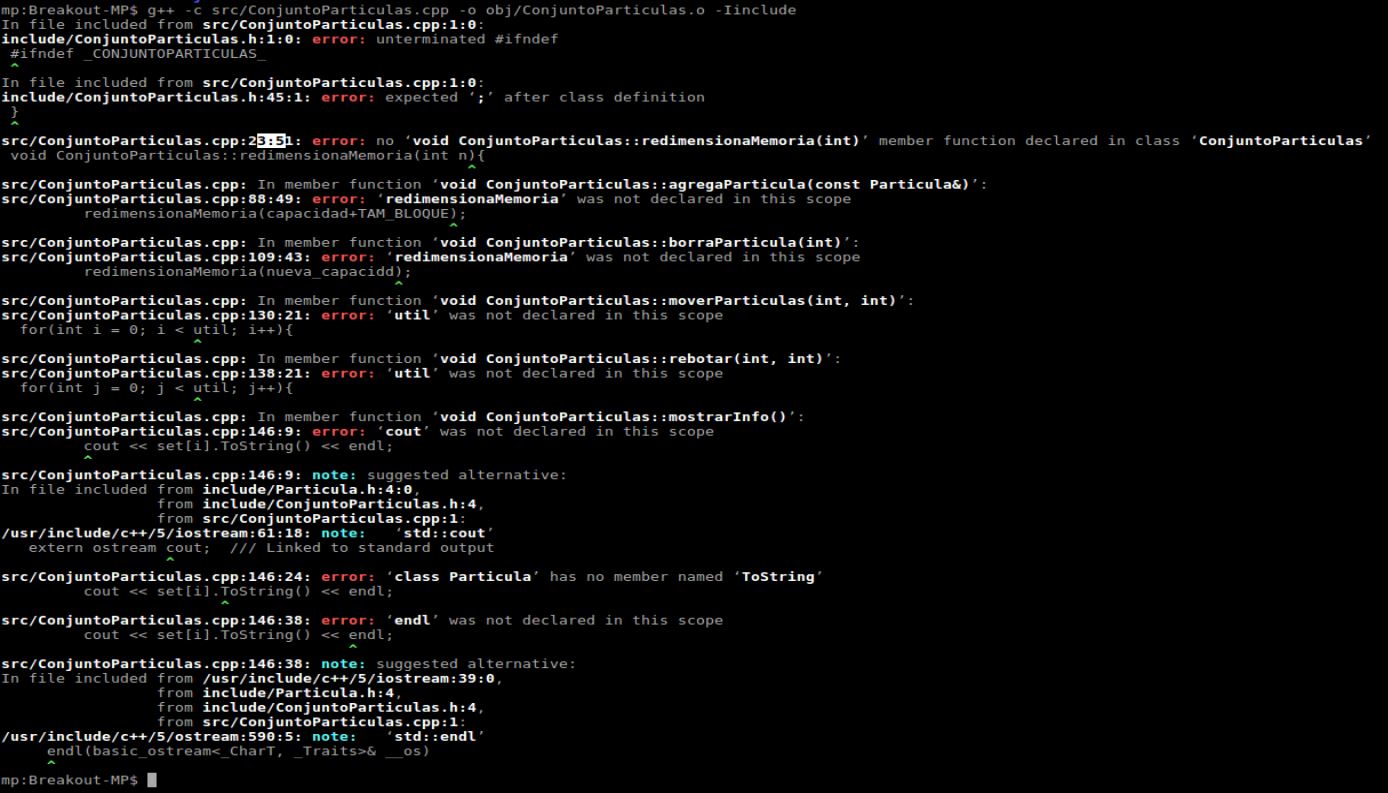 mp:Breakout-MP$ g++ -c src/ConjuntoParticulas.cpp -o obj/ConjuntoParticulas.o -Iinclude
In file included from src/ConjuntoParticulas.cpp:1:0:
include/ConjuntoParticulas.h:1:0: error: unterminated #ifndef
 #ifndef _CONJUNTOPARTICULAS_
 ^
In file included from src/ConjuntoParticulas.cpp:1:0:
include/ConjuntoParticulas.h:45:1: error: expected ‘;’ after class definition
 }
 ^
src/ConjuntoParticulas.cpp:23:51: error: no ‘void ConjuntoParticulas::redimensionaMemoria(int)’ member function declared in class ‘ConjuntoParticulas’
 void ConjuntoParticulas::redimensionaMemoria(int n){
                                                   ^
src/ConjuntoParticulas.cpp: In member function ‘void ConjuntoParticulas::agregaParticula(const Particula&)’:
src/ConjuntoParticulas.cpp:88:49: error: ‘redimensionaMemoria’ was not declared in this scope
         redimensionaMemoria(capacidad+TAM_BLOQUE);
                                                 ^
src/ConjuntoParticulas.cpp: In member function ‘void ConjuntoParticulas::borraParticula(int)’:
src/ConjuntoParticulas.cpp:109:43: error: ‘redimensionaMemoria’ was not declared in this scope
         redimensionaMemoria(nueva_capacidd);
                                           ^
src/ConjuntoParticulas.cpp: In member function ‘void ConjuntoParticulas::moverParticulas(int, int)’:
src/ConjuntoParticulas.cpp:130:21: error: ‘util’ was not declared in this scope
  for(int i = 0; i < util; i++){
                     ^
src/ConjuntoParticulas.cpp: In member function ‘void ConjuntoParticulas::rebotar(int, int)’:
src/ConjuntoParticulas.cpp:138:21: error: ‘util’ was not declared in this scope
  for(int j = 0; j < util; j++){
                     ^
src/ConjuntoParticulas.cpp: In member function ‘void ConjuntoParticulas::mostrarInfo()’:
src/ConjuntoParticulas.cpp:146:9: error: ‘cout’ was not declared in this scope
         cout << set[i].ToString() << endl;
         ^
src/ConjuntoParticulas.cpp:146:9: note: suggested alternative:
In file included from include/Particula.h:4:0,
                 from include/ConjuntoParticulas.h:4,
                 from src/ConjuntoParticulas.cpp:1:
/usr/include/c++/5/iostream:61:18: note:   ‘std::cout’
   extern ostream cout;  /// Linked to standard output
                  ^
src/ConjuntoParticulas.cpp:146:24: error: ‘class Particula’ has no member named ‘ToString’
         cout << set[i].ToString() << endl;
                        ^
src/ConjuntoParticulas.cpp:146:38: error: ‘endl’ was not declared in this scope
         cout << set[i].ToString() << endl;
                                      ^
src/ConjuntoParticulas.cpp:146:38: note: suggested alternative:
In file included from /usr/include/c++/5/iostream:39:0,
                 from include/Particula.h:4,
                 from include/ConjuntoParticulas.h:4,
                 from src/ConjuntoParticulas.cpp:1:
/usr/include/c++/5/ostream:590:5: note:   ‘std::endl’
     endl(basic_ostream<_CharT, _Traits>& __os)
     ^
mp:Breakout-MP$